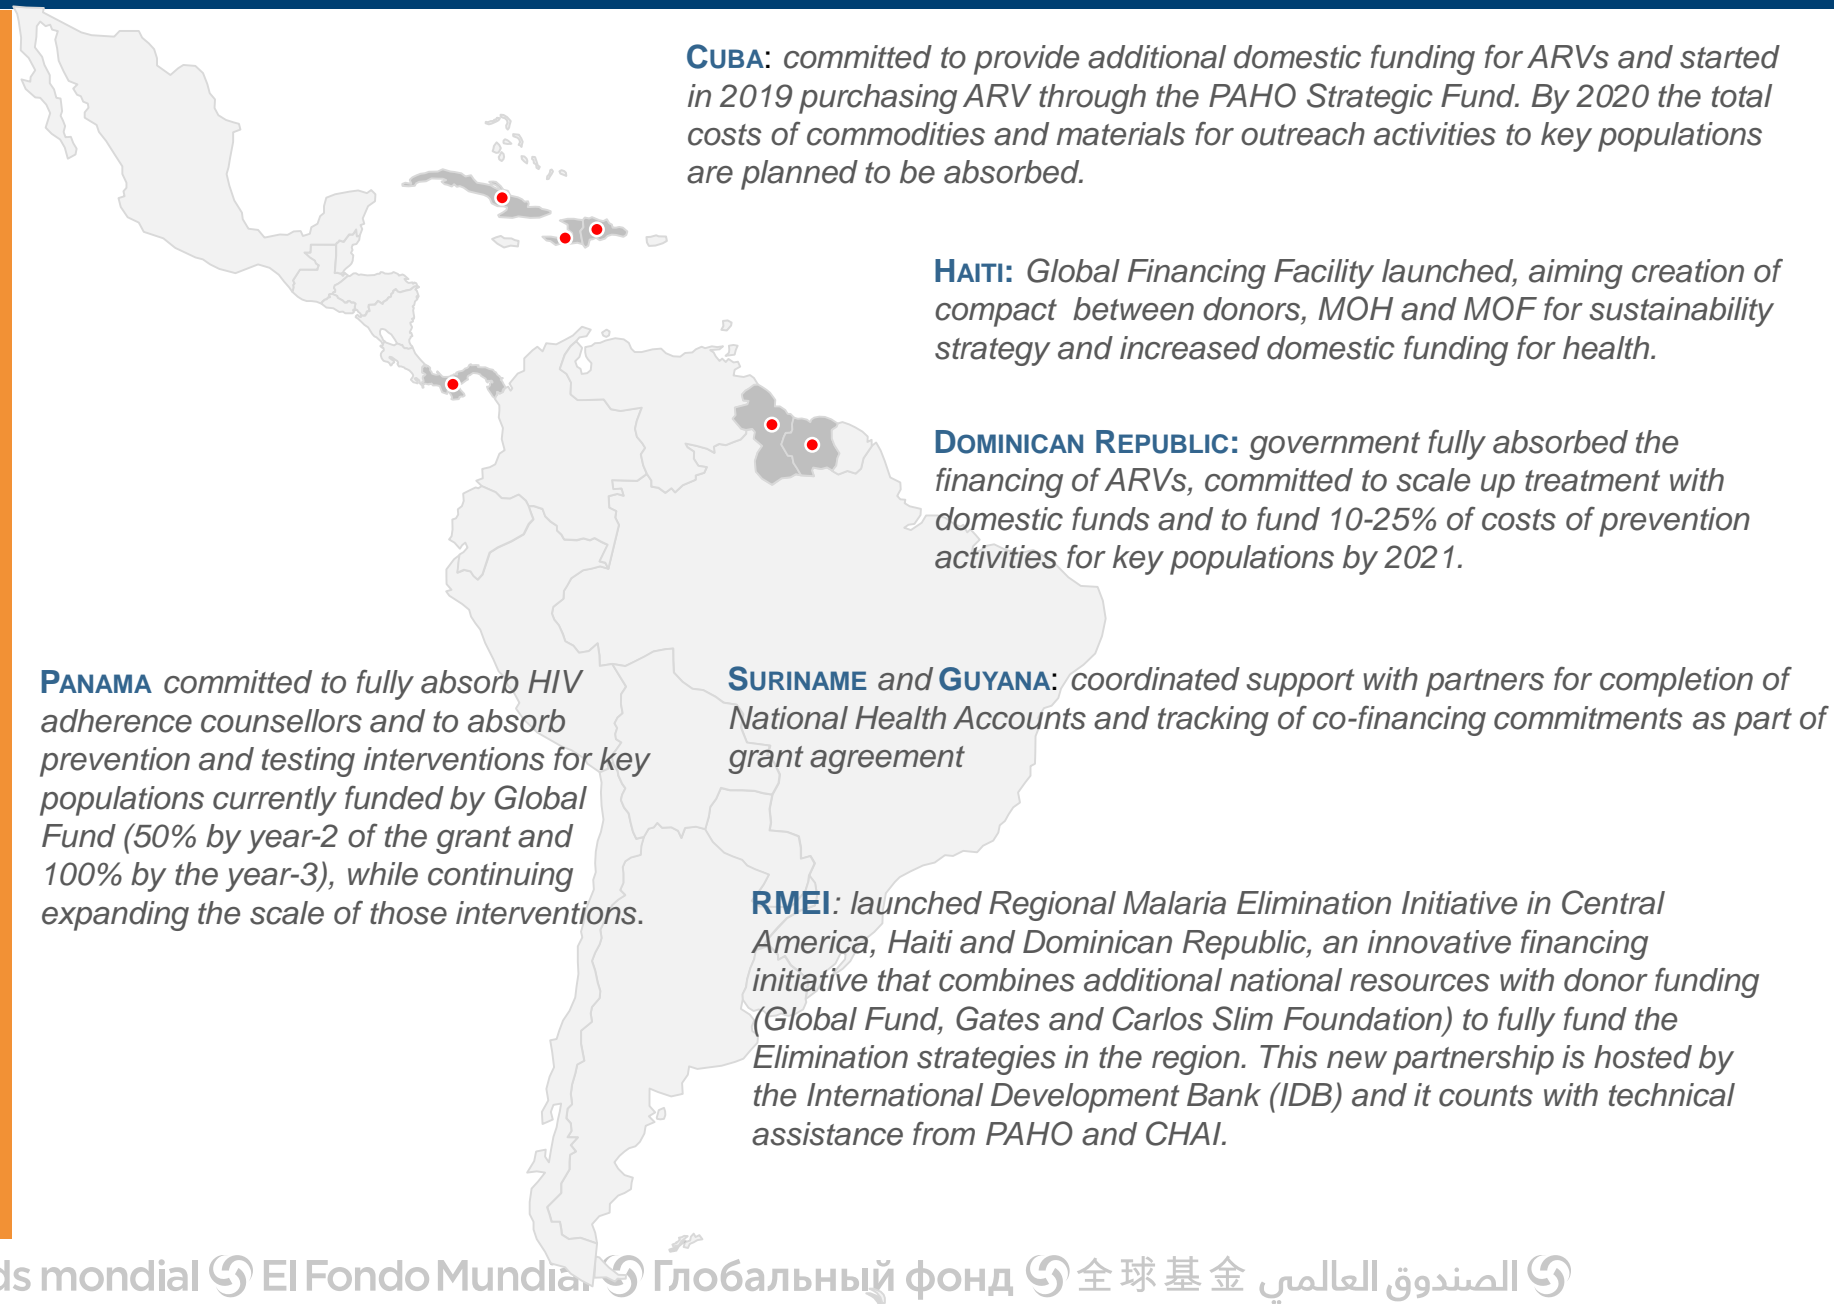 CUBA: committed to provide additional domestic funding for ARVs and started
in 2019 purchasing ARV through the PAHO Strategic Fund. By 2020 the total
costs of commodities and materials for outreach activities to key populations
are planned to be absorbed.
HAITI: Global Financing Facility launched, aiming creation of
compact between donors, MOH and MOF for sustainability
strategy and increased domestic funding for health.
DOMINICAN REPUBLIC: government fully absorbed the
financing of ARVs, committed to scale up treatment with
domestic funds and to fund 10-25% of costs of prevention
activities for key populations by 2021.
PANAMA committed to fully absorb HIV
adherence counsellors and to absorb
prevention and testing interventions for key
populations currently funded by Global
Fund (50% by year-2 of the grant and
100% by the year-3), while continuing
expanding the scale of those interventions.
SURINAME and GUYANA: coordinated support with partners for completion of
National Health Accounts and tracking of co-financing commitments as part of
grant agreement
RMEI: launched Regional Malaria Elimination Initiative in Central
America, Haiti and Dominican Republic, an innovative financing
initiative that combines additional national resources with donor funding
(Global Fund, Gates and Carlos Slim Foundation) to fully fund the
Elimination strategies in the region. This new partnership is hosted by
the International Development Bank (IDB) and it counts with technical
assistance from PAHO and CHAI.
ds mondial El Fondo Mundial Глобальный фонд 全球基金 الصندوق العالمي